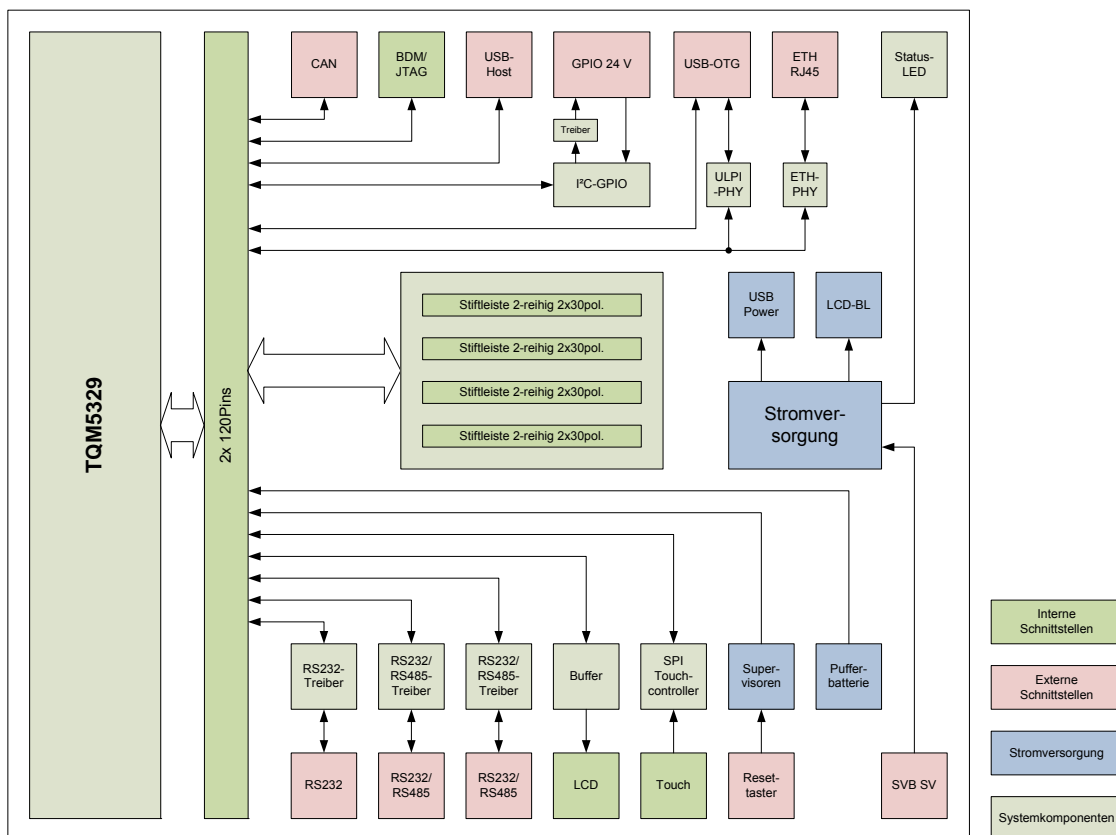 TQM5329
2x 120Pins
CAN
BDM/
JTAG
USB-
Host
GPIO 24 V
USB-OTG
ETH
RJ45
Status-
LED
Treiber
I²C-GPIO
ULPI
-PHY
ETH-
PHY
Stiftleiste 2-reihig 2x30pol.
Stiftleiste 2-reihig 2x30pol.
Stiftleiste 2-reihig 2x30pol.
Stiftleiste 2-reihig 2x30pol.
USB
Power
LCD-BL
Stromver-
sorgung
RS232-
Treiber
RS232/
RS485-
Treiber
RS232/
RS485-
Treiber
Buffer
SPI
Touch-
controller
Super-
visoren
Puffer-
batterie
RS232
RS232/
RS485
RS232/
RS485
LCD
Touch
Reset-
taster
SVB SV
Interne
Schnittstellen
Externe
Schnittstellen
Stromversorgung
Systemkomponenten